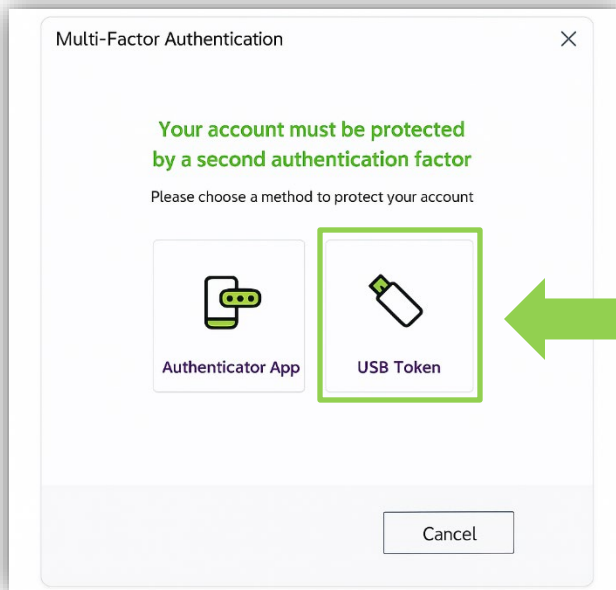 Multi-Factor Authentication
Your account must be protected
by a second authentication factor
Please choose a method to protect your account
Authenticator App
USB Token
Cancel